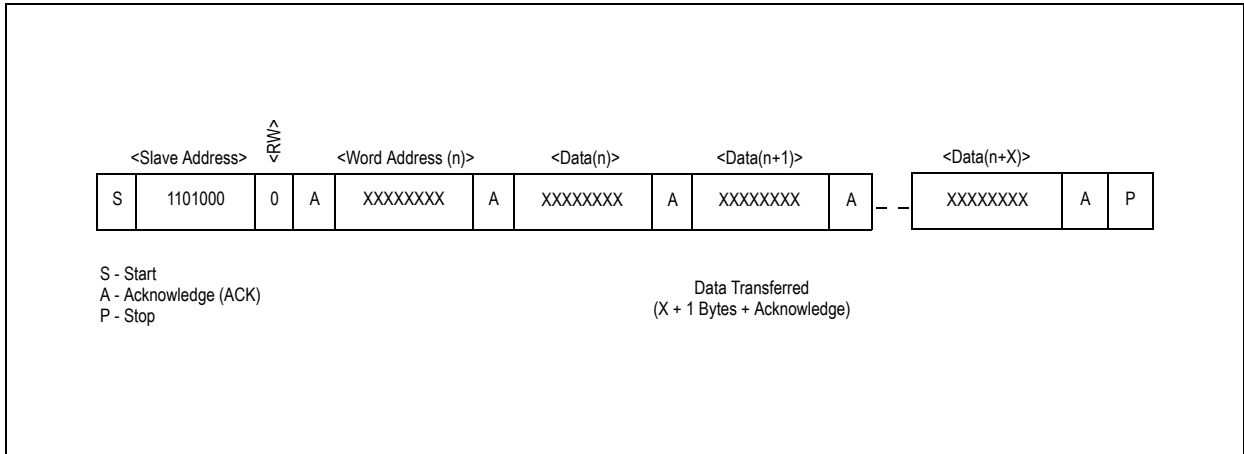 <RW>
<Slave Address> <Word Address (n)> <Data(n)> <Data(n+1)> <Data(n+X)>
S 1101000 0 A XXXXXXXX A XXXXXXXX A XXXXXXXX A XXXXXXXX A P
S - Start
A - Acknowledge (ACK)
P - Stop
Data Transferred
(X + 1 Bytes + Acknowledge)